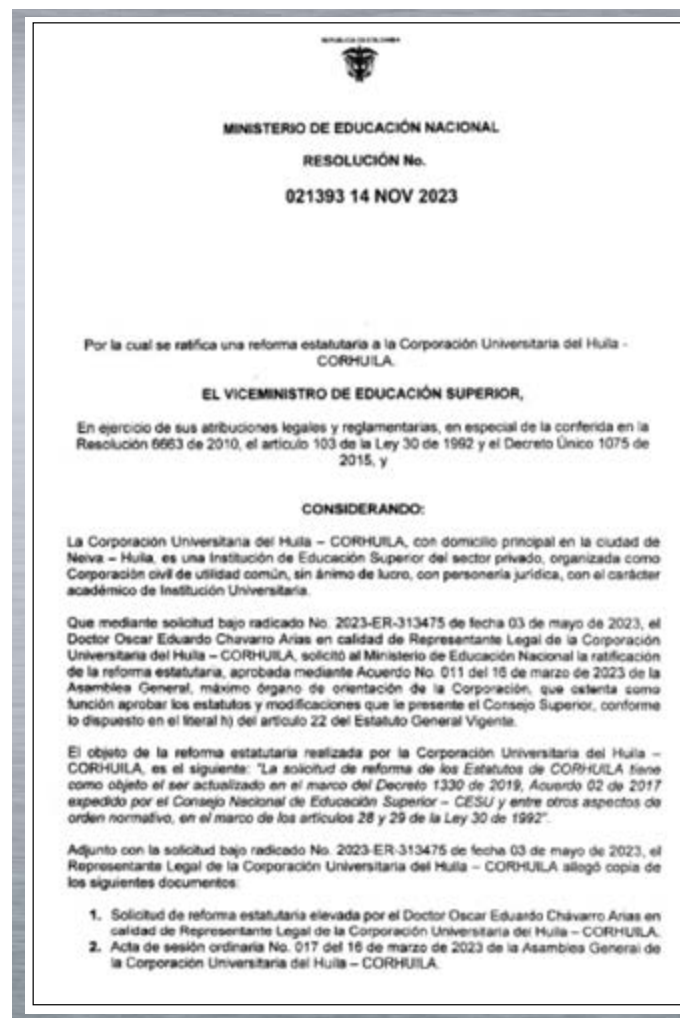 REPÚBLICA DE COLOMBIA
MINISTERIO DE EDUCACIÓN NACIONAL
RESOLUCIÓN No.
021393 14 NOV 2023
Por la cual se ratifica una reforma estatutaria a la Corporación Universitaria del Huila -
CORHUILA.
EL VICEMINISTRO DE EDUCACIÓN SUPERIOR,
En ejercicio de sus atribuciones legales y reglamentarias, en especial de la conferida en la
Resolución 6663 de 2010, el artículo 103 de la Ley 30 de 1992 y el Decreto Único 1075 de
2015, y
CONSIDERANDO:
La Corporación Universitaria del Huila – CORHUILA, con domicilio principal en la ciudad de
Neiva – Huila, es una Institución de Educación Superior del sector privado, organizada como
Corporación civil de utilidad común, sin ánimo de lucro, con personería jurídica, con el carácter
académico de Institución Universitaria.
Que mediante solicitud bajo radicado No. 2023-ER-313475 de fecha 03 de mayo de 2023, el
Doctor Oscar Eduardo Chavarro Arias en calidad de Representante Legal de la Corporación
Universitaria del Huila – CORHUILA, solicitó al Ministerio de Educación Nacional la ratificación
de la reforma estatutaria, aprobada mediante Acuerdo No. 011 del 16 de marzo de 2023 de la
Asamblea General, máximo órgano de orientación de la Corporación, que ostenta como
función aprobar los estatutos y modificaciones que le presente el Consejo Superior, conforme
lo dispuesto en el literal h) del artículo 22 del Estatuto General Vigente.
El objeto de la reforma estatutaria realizada por la Corporación Universitaria del Huila –
CORHUILA, es el siguiente: "La solicitud de reforma de los Estatutos de CORHUILA tiene
como objeto el ser actualizado en el marco del Decreto 1330 de 2019, Acuerdo 02 de 2017
expedido por el Consejo Nacional de Educación Superior – CESU y entre otros aspectos de
orden normativo, en el marco de los artículos 28 y 29 de la Ley 30 de 1992".
Adjunto con la solicitud bajo radicado No. 2023-ER-313475 de fecha 03 de mayo de 2023, el
Representante Legal de la Corporación Universitaria del Huila – CORHUILA allegó copia de
los siguientes documentos:
1. Solicitud de reforma estatutaria elevada por el Doctor Oscar Eduardo Chávarro Arias en
calidad de Representante Legal de la Corporación Universitaria del Huila – CORHUILA.
2. Acta de sesión ordinaria No. 017 del 16 de marzo de 2023 de la Asamblea General de
la Corporación Universitaria del Huila – CORHUILA.